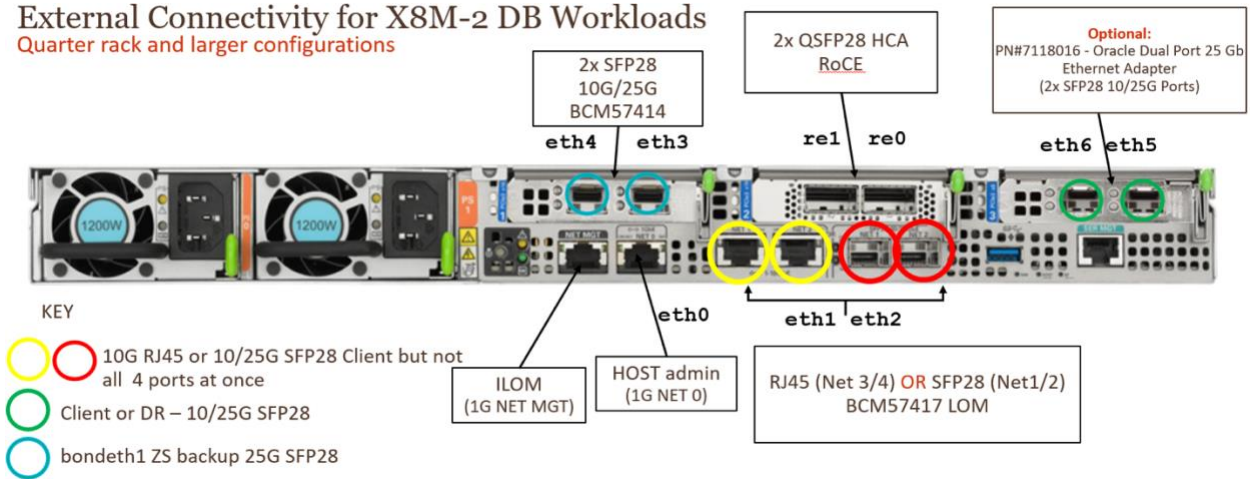 External Connectivity for X8M-2 DB Workloads
Quarter rack and larger configurations
2x SFP28
10G/25G
BCM57414
2x QSFP28 HCA
RoCE
Optional:
PN#7118016 - Oracle Dual Port 25 Gb
Ethernet Adapter
(2x SFP28 10/25G Ports)
eth4 eth3
re1 re0
eth6 eth5
1200W
1200W
PS
1
NET MGT
SER MGT
eth0
eth1 eth2
KEY
10G RJ45 or 10/25G SFP28 Client but not
all 4 ports at once
Client or DR – 10/25G SFP28
bondeth1 ZS backup 25G SFP28
ILOM
(1G NET MGT)
HOST admin
(1G NET 0)
RJ45 (Net 3/4) OR SFP28 (Net1/2)
BCM57417 LOM